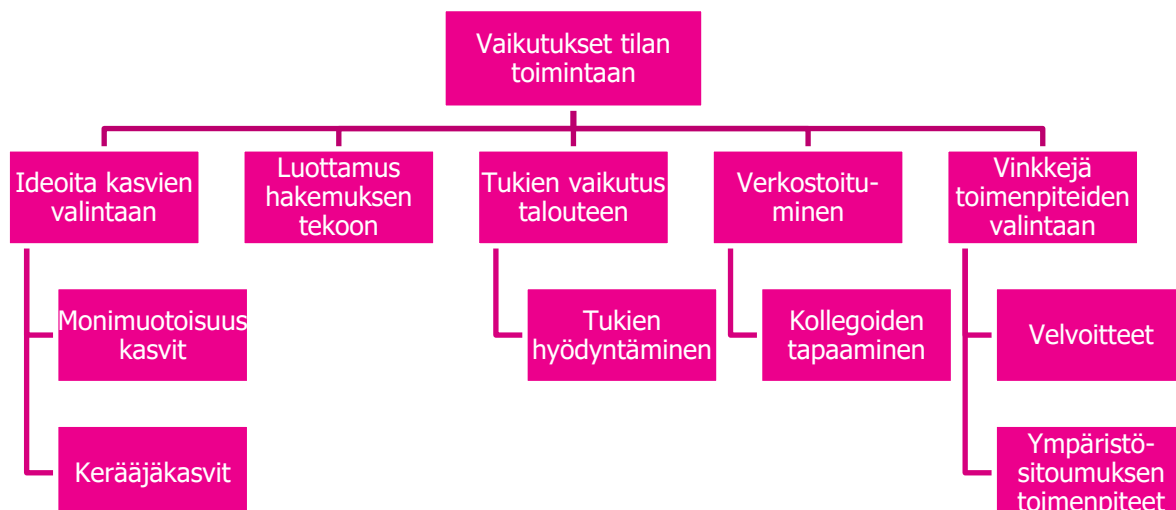 Vaikutukset tilan
toimintaan
Ideoita kasvien
valintaan
Luottamus
hakemuksen
tekoon
Tukien vaikutus
talouteen
Verkostoitu-
minen
Vinkkejä
toimenpiteiden
valintaan
Monimuotoisuus
kasvit
Tukien
hyödyntäminen
Kollegoiden
tapaaminen
Velvoitteet
Kerääjäkasvit
Ympäristö-
sitoumuksen
toimenpiteet